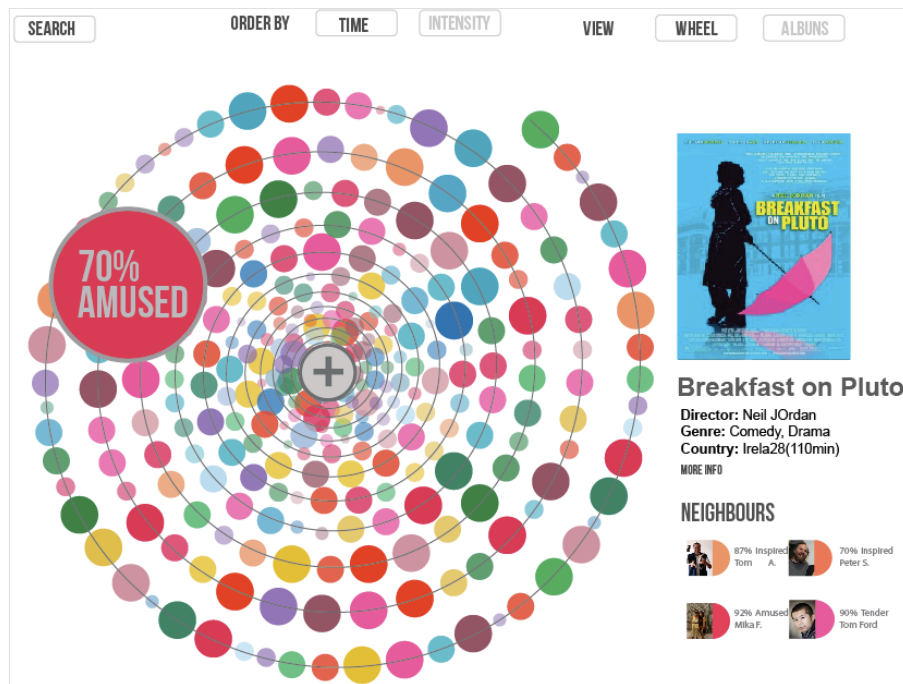 SEARCH
ORDER BY
TIME
INTENSITY
VIEW
WHEEL
ALBUNS
70%
AMUSED
BREAKFAST
ON PLUTO
Breakfast on Pluto
Director: Neil JOrdan
Genre: Comedy, Drama
Country: Irela28(110min)
MORE INFO
NEIGHBOURS
87% Inspired
Tom A.
70% Inspired
Peter S.
92% Amused
Mika F.
90% Tender
Tom Ford